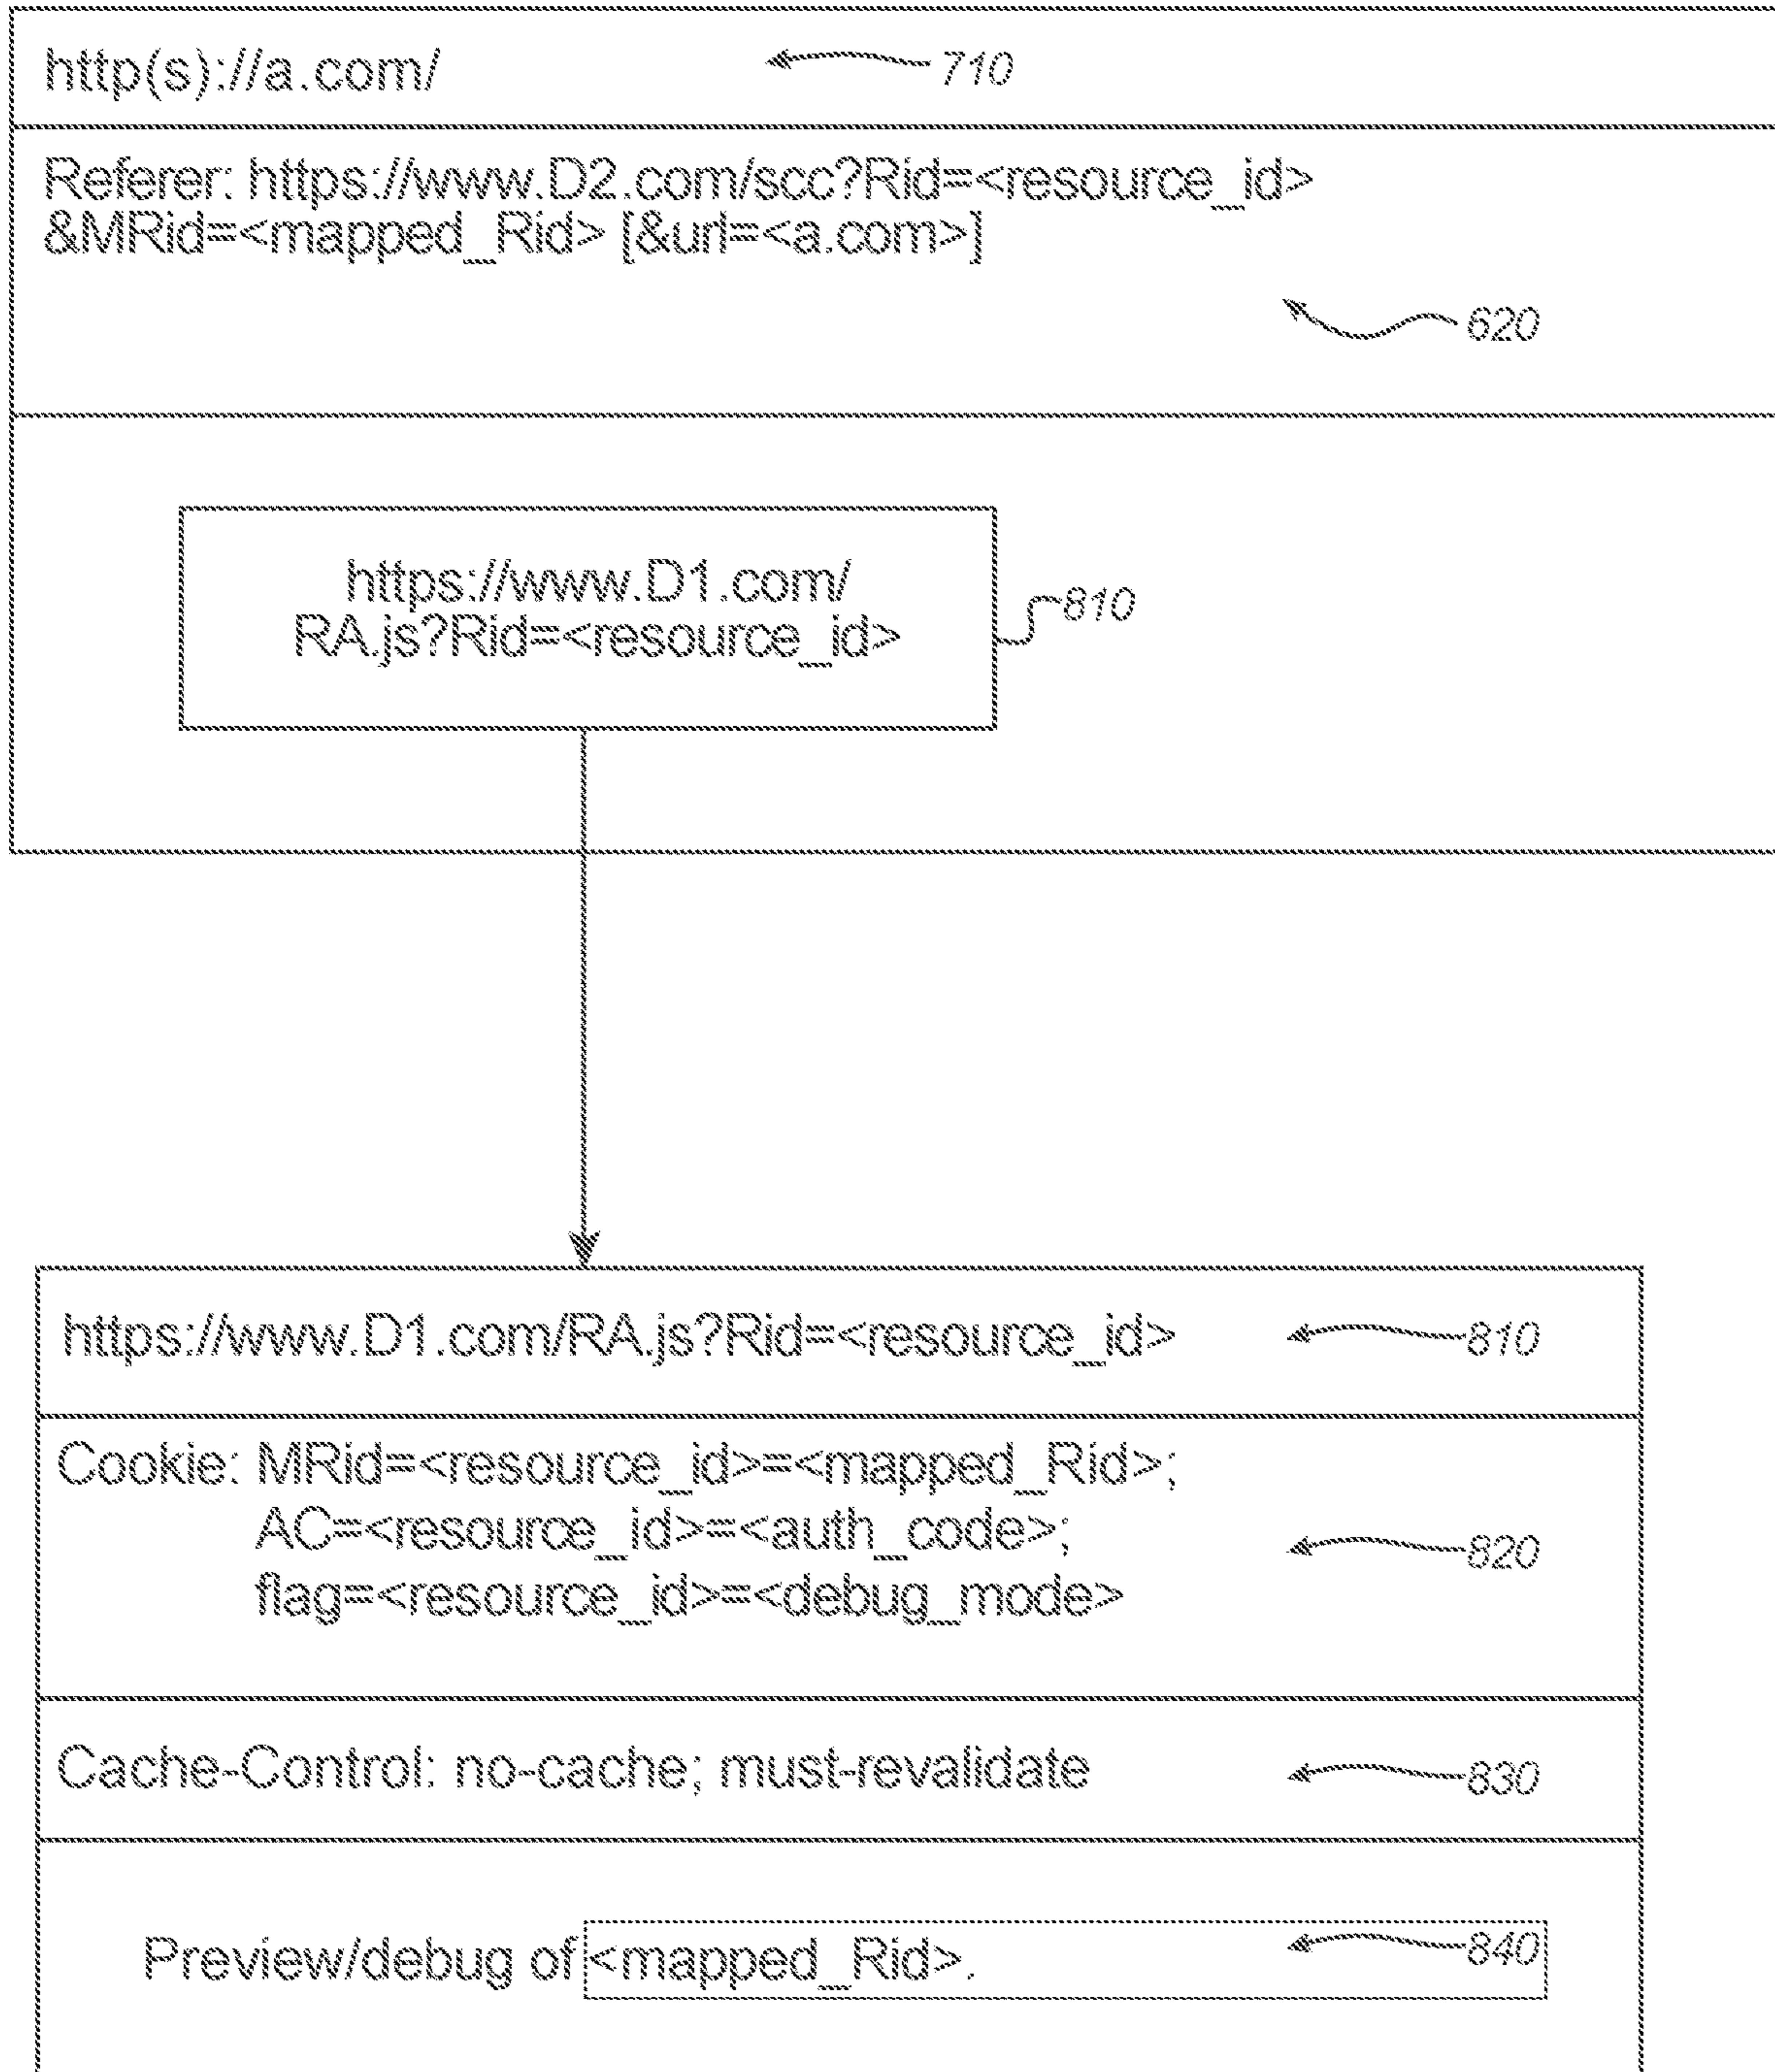 http(s)://a.com/ 710
Referer: https://www.D2.com/scc?Rid=<resource_id>
&MRid=<mapped_Rid> [&url=<a.com>]
620
https://www.D1.com/
RA.js?Rid=<resource_id>
810
https://www.D1.com/RA.js?Rid=<resource_id> 810
Cookie: MRid=<resource_id>=<mapped_Rid>;
AC=<resource_id>=<auth_code>;
820
flag=<resource_id>=<debug_mode>
Cache-Control: no-cache; must-revalidate 830
Preview/debug of <mapped_Rid>. 840